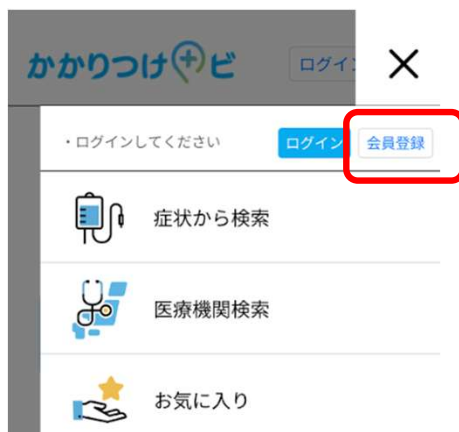 かかりつけナビ
ログイ
・ログインしてください ログイン 会員登録
症状から検索
医療機関検索
お気に入り